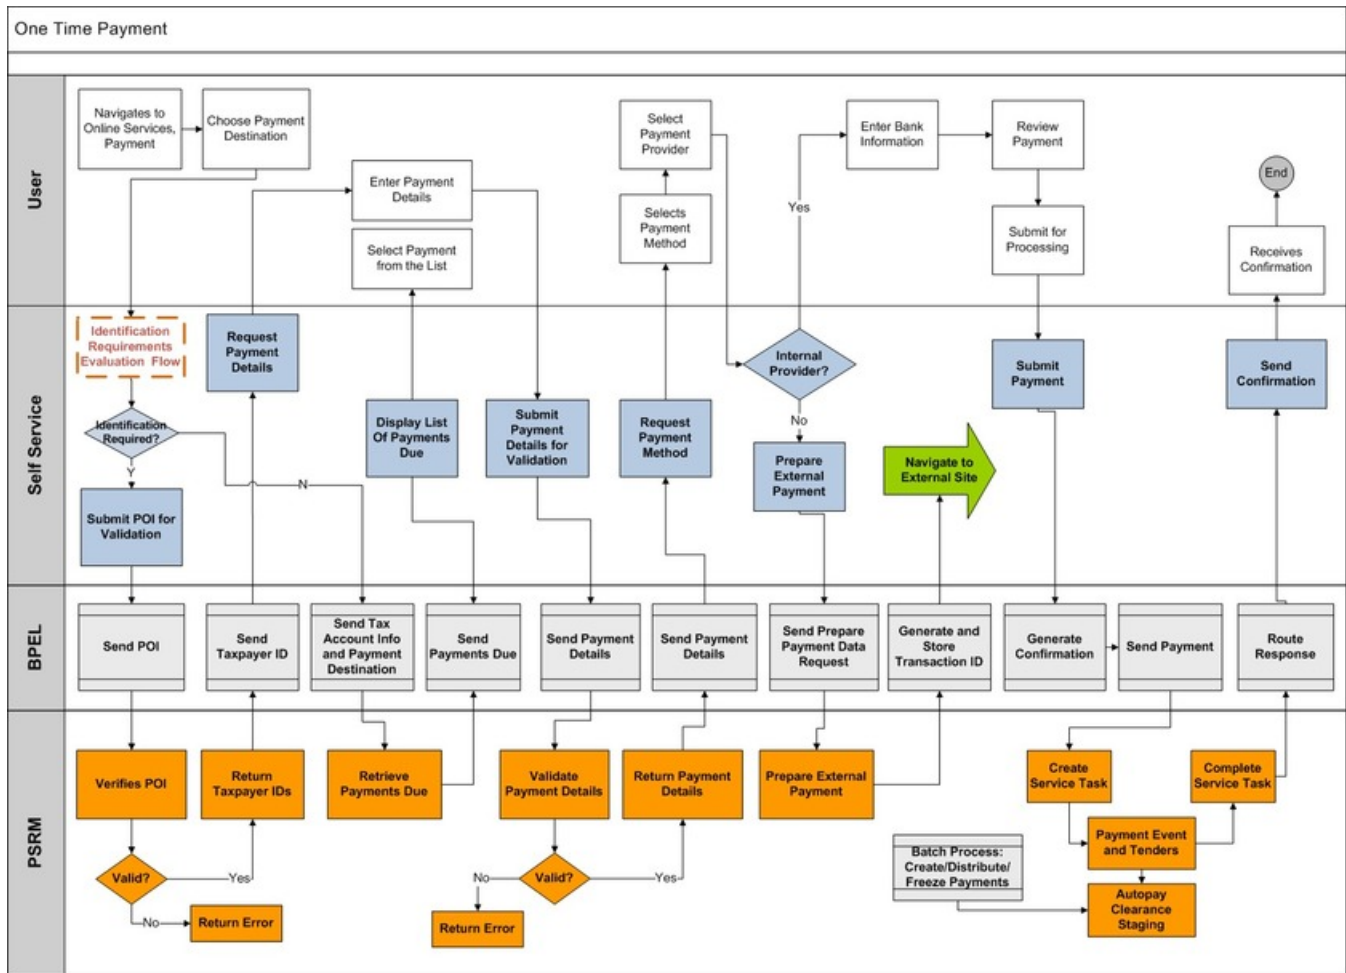 One Time Payment
User
Navigates to
Online Services,
Payment
Choose Payment
Destination
Enter Payment
Details
Select Payment
from the List
Select
Payment
Provider
Selects
Payment
Method
Yes
Enter Bank
Information
Review
Payment
Submit for
Processing
End
Receives
Confirmation
Self Service
Identification
Requirements
Evaluation Flow
Identification
Required?
Y
N
Submit POI for
Validation
Request
Payment
Details
Display List
Of Payments
Due
Submit
Payment
Details for
Validation
Request
Payment
Method
Internal
Provider?
No
Prepare
External
Payment
Navigate to
External Site
Submit
Payment
Send
Confirmation
BPEL
Send POI
Send
Taxpayer ID
Send Tax
Account Info
and Payment
Destination
Send
Payments Due
Send Payment
Details
Send Payment
Details
Send Prepare
Payment Data
Request
Generate and
Store
Transaction ID
Generate
Confirmation
Send Payment
Route
Response
PSRM
Verifies POI
Return
Taxpayer IDs
Retrieve
Payments Due
Validate
Payment Details
Return Payment
Details
Prepare External
Payment
Create
Service Task
Complete
Service Task
Payment Event
and Tenders
Batch Process:
Create/Distribute/
Freeze Payments
Autopay
Clearance
Staging
Valid?
Yes
No
Return Error
Valid?
Yes
No
Return Error